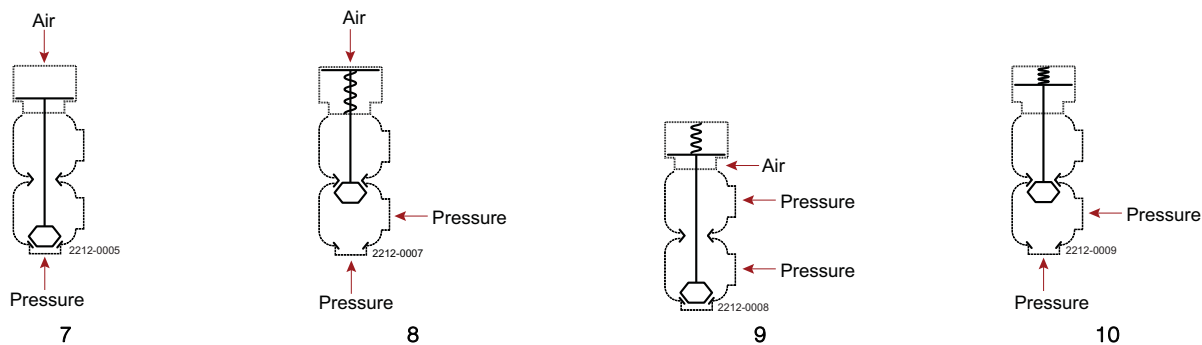 Air
Pressure
2212-0005
7
Air
Pressure
Pressure
2212-0007
8
Air
Pressure
Pressure
2212-0008
9
Pressure
2212-0009
Pressure
10